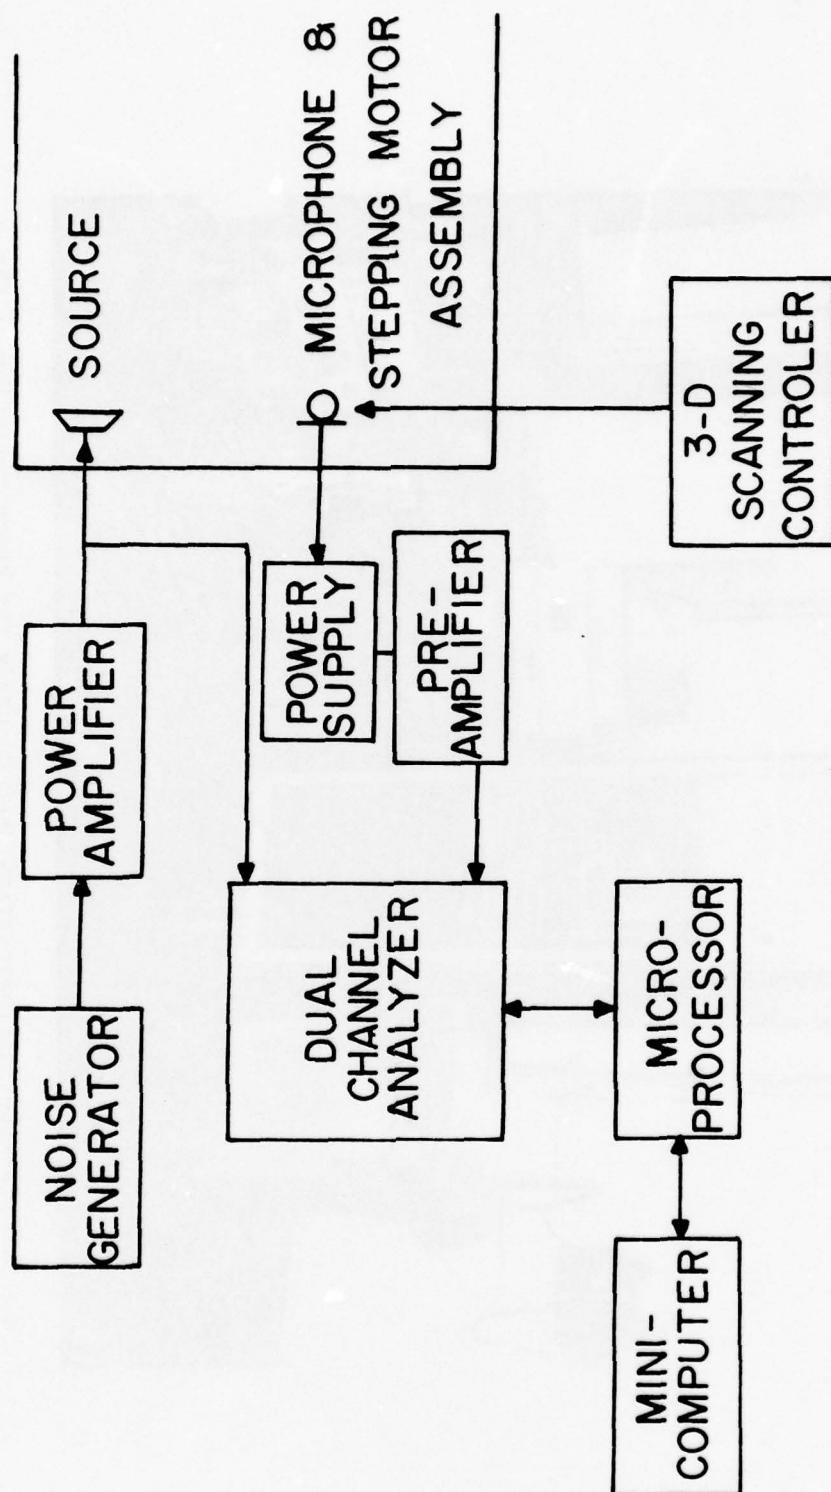 NOISE
GENERATOR
POWER
AMPLIFIER
SOURCE
DUAL
CHANNEL
ANALYZER
POWER
SUPPLY
PRE-
AMPLIFIER
MICROPHONE &
STEPPING MOTOR
ASSEMBLY
MINI-
COMPUTER
MICRO-
PROCESSOR
3-D
SCANNING
CONTROLER